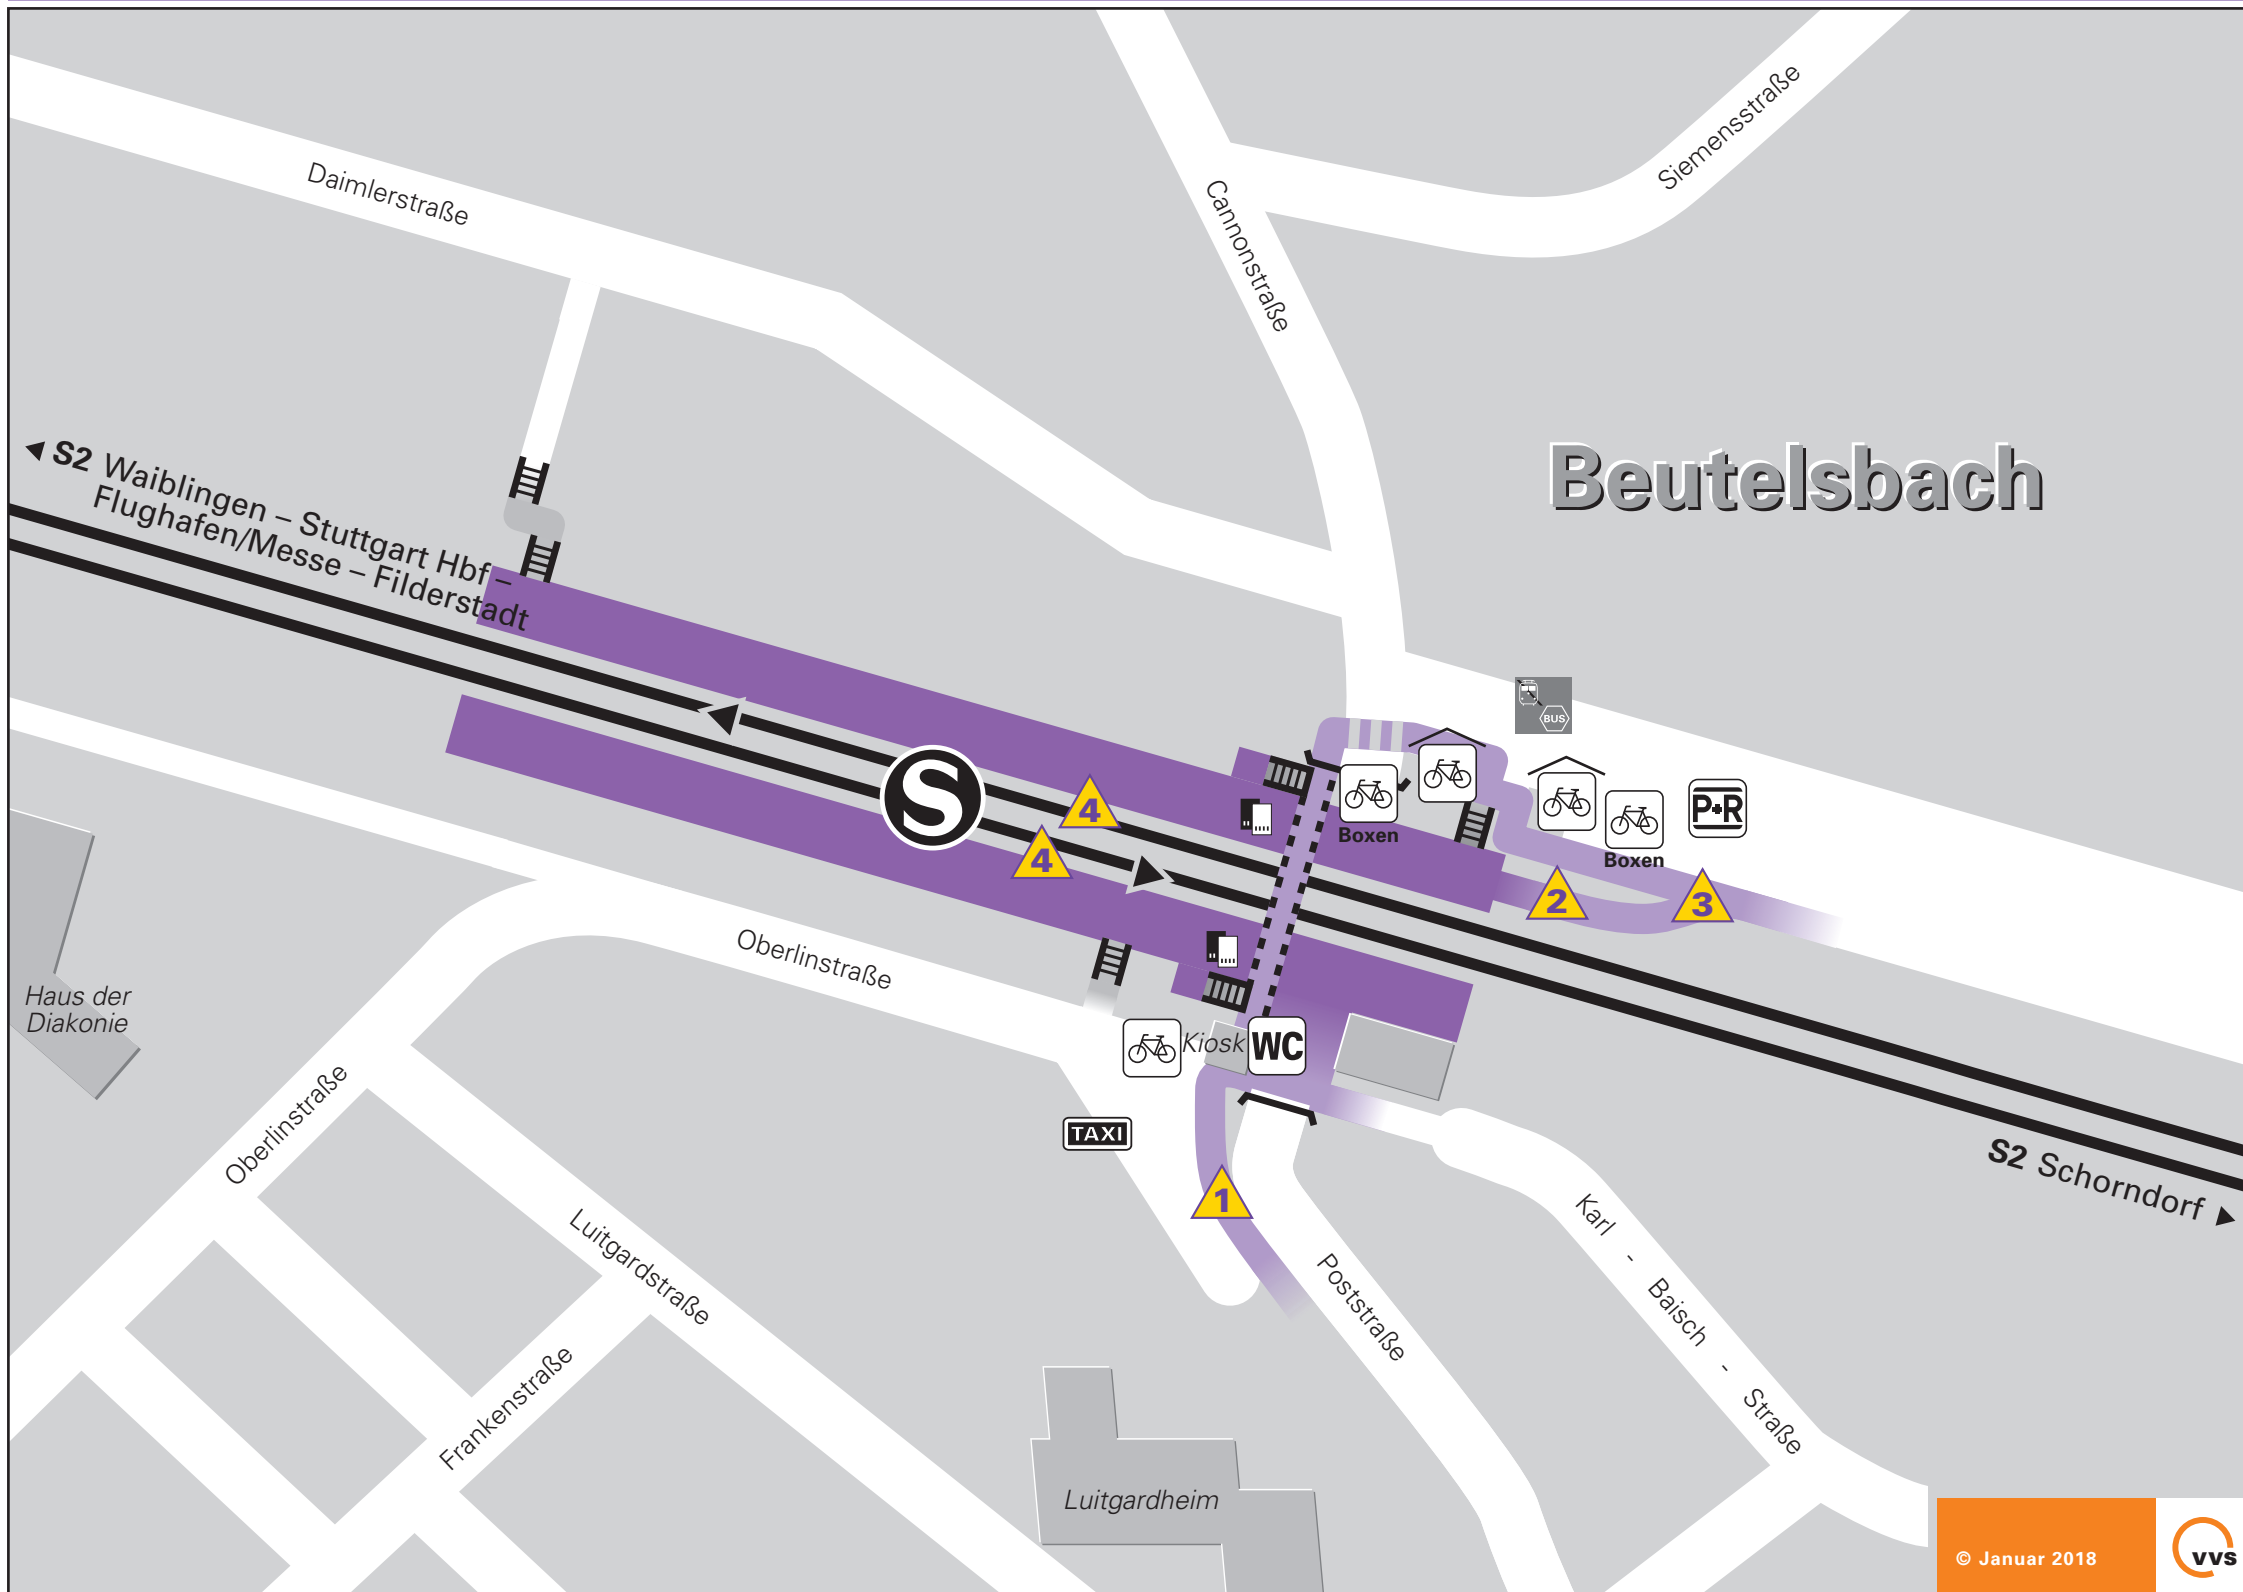 Siemensstraße
Daimlerstraße
Cannonstraße
Beutelsbach
S2 Waiblingen – Stuttgart Hbf –
Flughafen/Messe – Filderstadt
BUS
S
4
4
Boxen
Boxen
P+R
2
3
Oberlinstraße
Haus der
Diakonie
Kiosk
WC
TAXI
1
Oberlinstraße
S2 Schorndorf
Luitgardstraße
Frankenstraße
Poststraße
Karl - Baisch - Straße
Luitgardheim
© Januar 2018
vvs